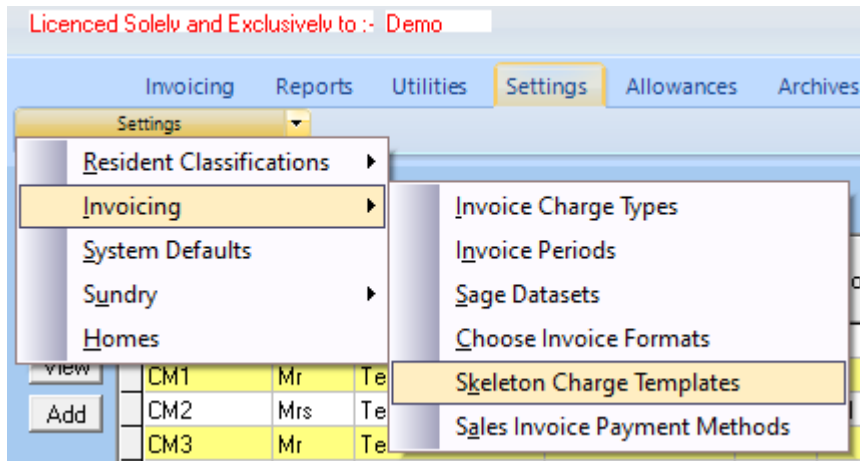 Licenced Solely and Exclusively to :- Demo
Invoicing Reports Utilities Settings Allowances Archives
Settings
Resident Classifications
Invoicing
System Defaults
Sundry
Homes
Invoice Charge Types
Invoice Periods
Sage Datasets
Choose Invoice Formats
Skeleton Charge Templates
Sales Invoice Payment Methods
View
CM1 Mr Te
Add CM2 Mrs Te
CM3 Mr Te